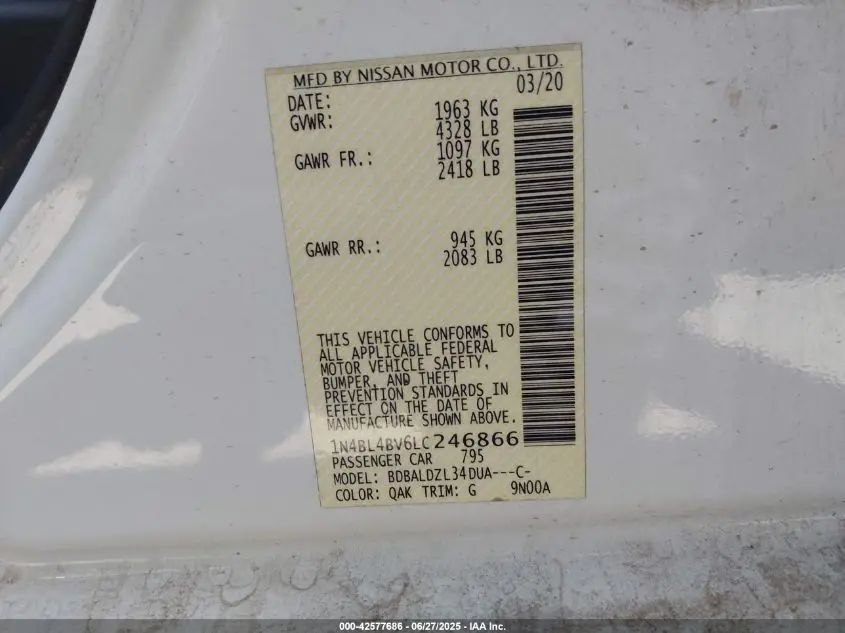 MFD BY NISSAN MOTOR CO., LTD.
DATE: 03/20
GVWR: 1963 KG
4328 LB
GAWR FR.: 1097 KG
2418 LB
GAWR RR.: 945 KG
2083 LB
THIS VEHICLE CONFORMS TO
ALL APPLICABLE FEDERAL
MOTOR VEHICLE SAFETY,
BUMPER, AND THEFT
PREVENTION STANDARDS IN
EFFECT ON THE DATE OF
MANUFACTURE SHOWN ABOVE.
1N4BL4BV6LC246866
PASSENGER CAR 795
MODEL: BDBALDZL34DUA---C-
COLOR: QAK TRIM: G 9N00A
000-42577686 - 06/27/2025 - IAA Inc.